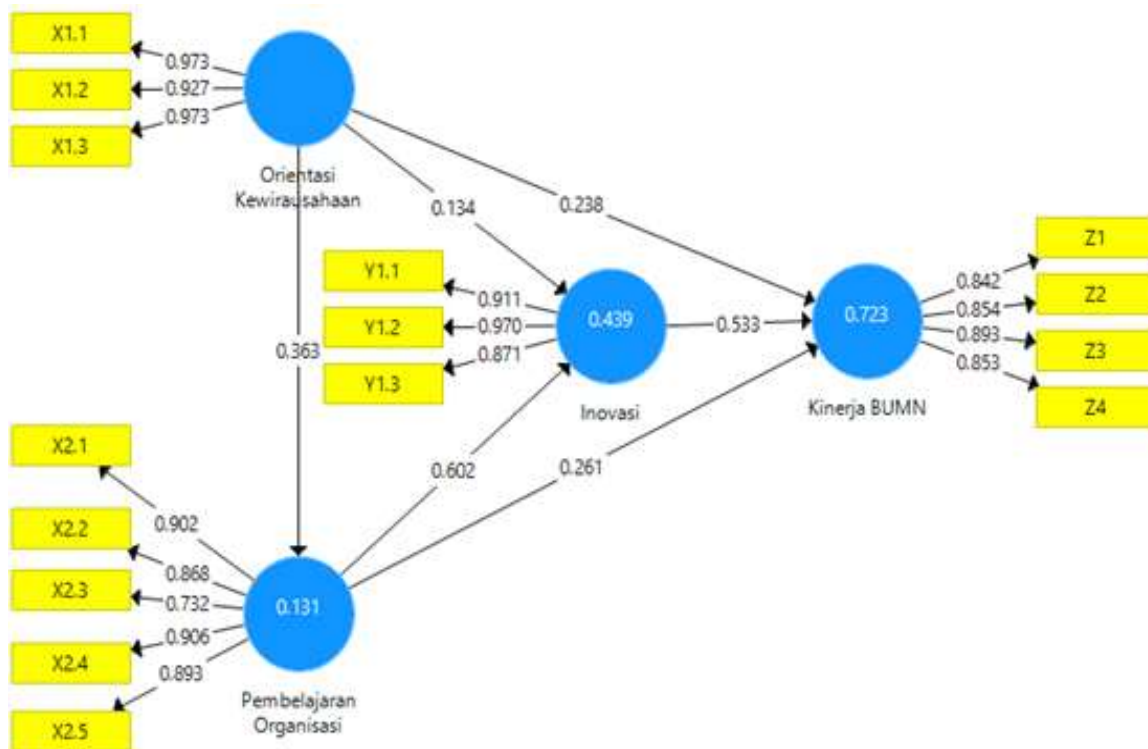 X1.1
X1.2
X1.3
0.973
0.927
0.973
Orientasi
Kewirausahaan
0.134
0.238
0.363
Y1.1
Y1.2
Y1.3
0.911
0.970
0.871
0.439
Inovasi
0.533
0.723
Kinerja BUMN
0.842
0.854
0.893
0.853
Z1
Z2
Z3
Z4
0.602
0.261
X2.1
X2.2
X2.3
X2.4
X2.5
0.902
0.868
0.732
0.906
0.893
0.131
Pembelajaran
Organisasi